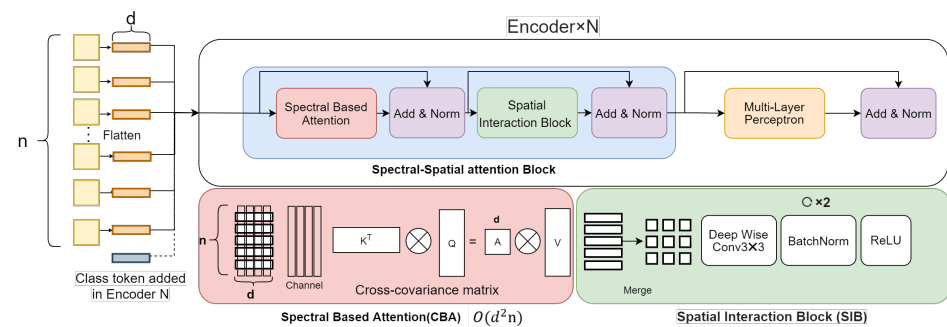 d
Encoder×N
n
Flatten
Spectral Based
Attention
Add & Norm
Spatial
Interaction Block
Add & Norm
Multi-Layer
Perceptron
Add & Norm
Spectral-Spatial attention Block
Class token added
in Encoder N
n
d
Channel
K^T
Q
=
d
A
V
Cross-covariance matrix
Spectral Based Attention(CBA) O(d²n)
×2
Deep Wise
Conv3×3
BatchNorm
ReLU
Merge
Spatial Interaction Block (SIB)